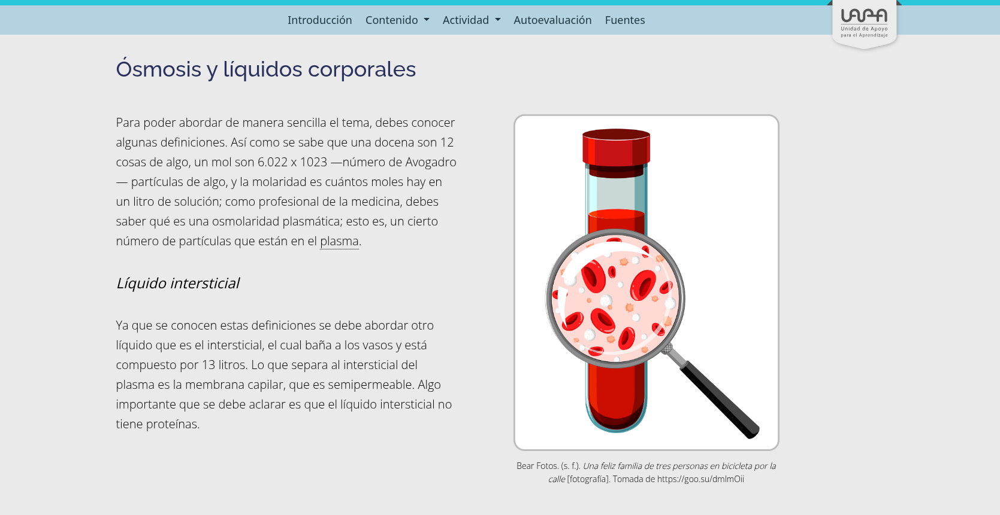 Introducción Contenido Actividad Autoevaluación Fuentes
UAPA
Unidad de Apoyo
para el Aprendizaje
Ósmosis y líquidos corporales
Para poder abordar de manera sencilla el tema, debes conocer
algunas definiciones. Así como se sabe que una docena son 12
cosas de algo, un mol son 6.022 x 1023 —número de Avogadro
— partículas de algo, y la molaridad es cuántos moles hay en
un litro de solución; como profesional de la medicina, debes
saber qué es una osmolaridad plasmática; esto es, un cierto
número de partículas que están en el plasma.
Líquido intersticial
Ya que se conocen estas definiciones se debe abordar otro
líquido que es el intersticial, el cual baña a los vasos y está
compuesto por 13 litros. Lo que separa al intersticial del
plasma es la membrana capilar, que es semipermeable. Algo
importante que se debe aclarar es que el líquido intersticial no
tiene proteínas.
Bear Fotos. (s. f.). Una feliz familia de tres personas en bicicleta por la
calle [fotografía]. Tomada de https://goo.su/dmlmOii